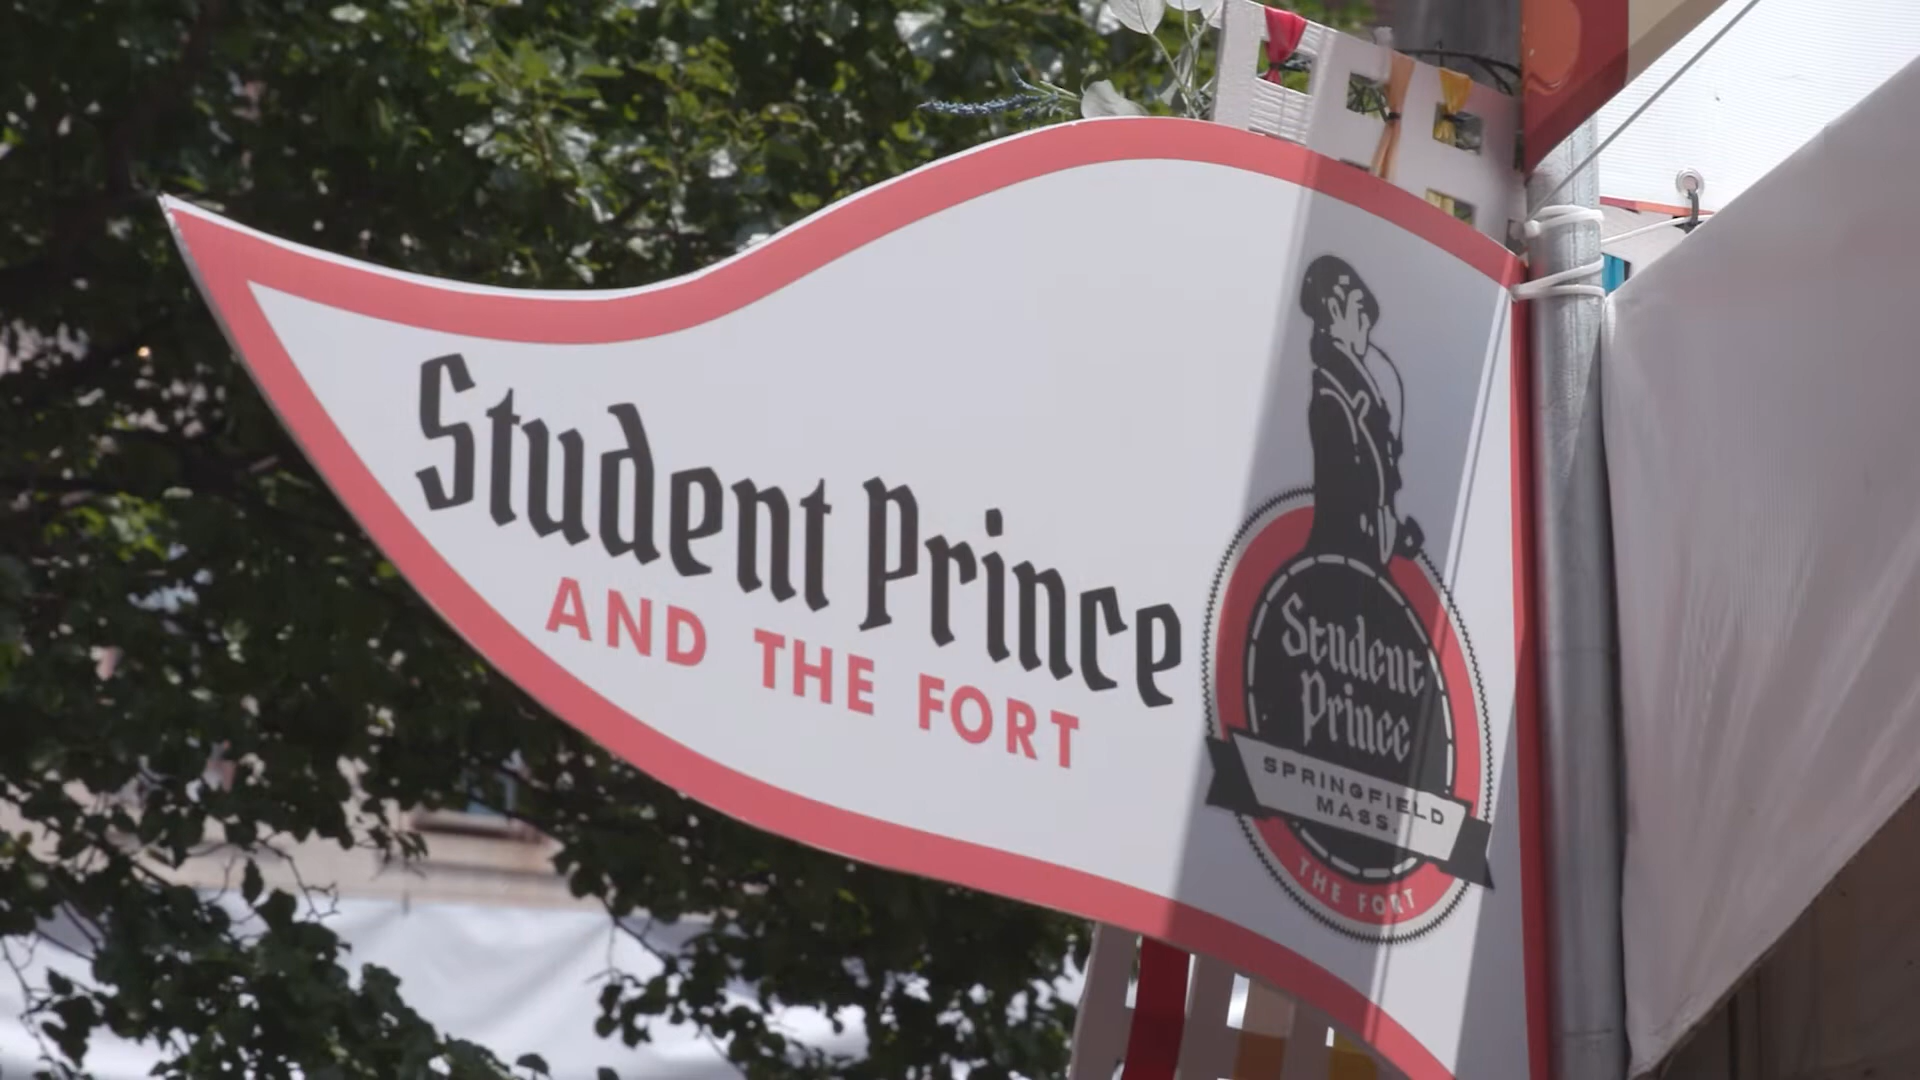 Student Prince
AND THE FORT
Student
Prince
SPRINGFIELD
MASS.
THE FORT